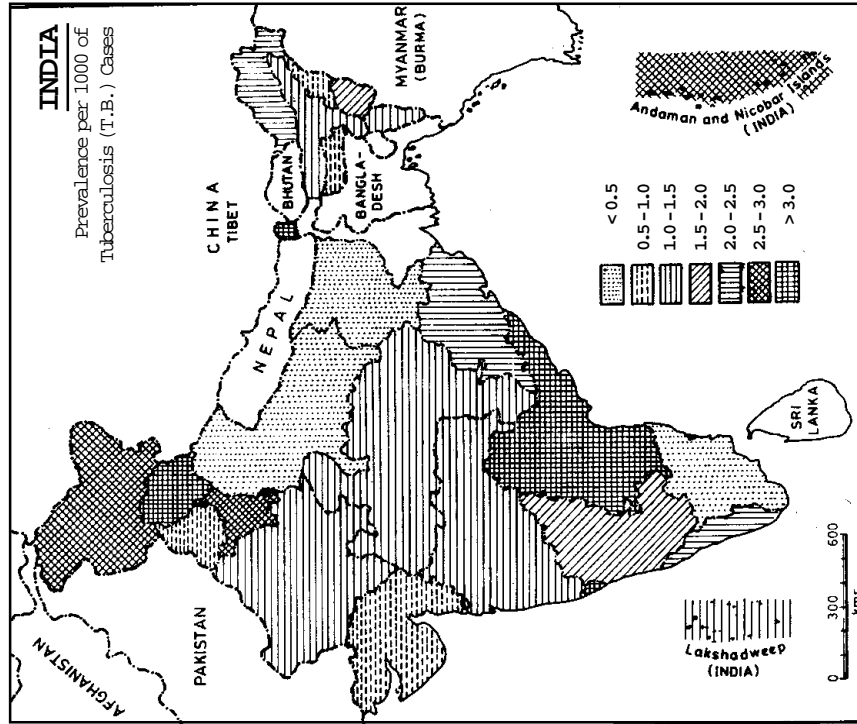 INDIA
Prevalence per 1000 of
Tuberculosis (T.B.) Cases
AFGHANISTAN
PAKISTAN
CHINA
TIBET
NEPAL
BHUTAN
BANGLA-
DESH
MYANMAR
(BURMA)
SRI
LANKA
< 0.5
0.5 – 1.0
1.0 – 1.5
1.5 – 2.0
2.0 – 2.5
2.5 – 3.0
> 3.0
Andaman and Nicobar Islands
(INDIA)
Lakshadweep
(INDIA)
0 300 600
kms